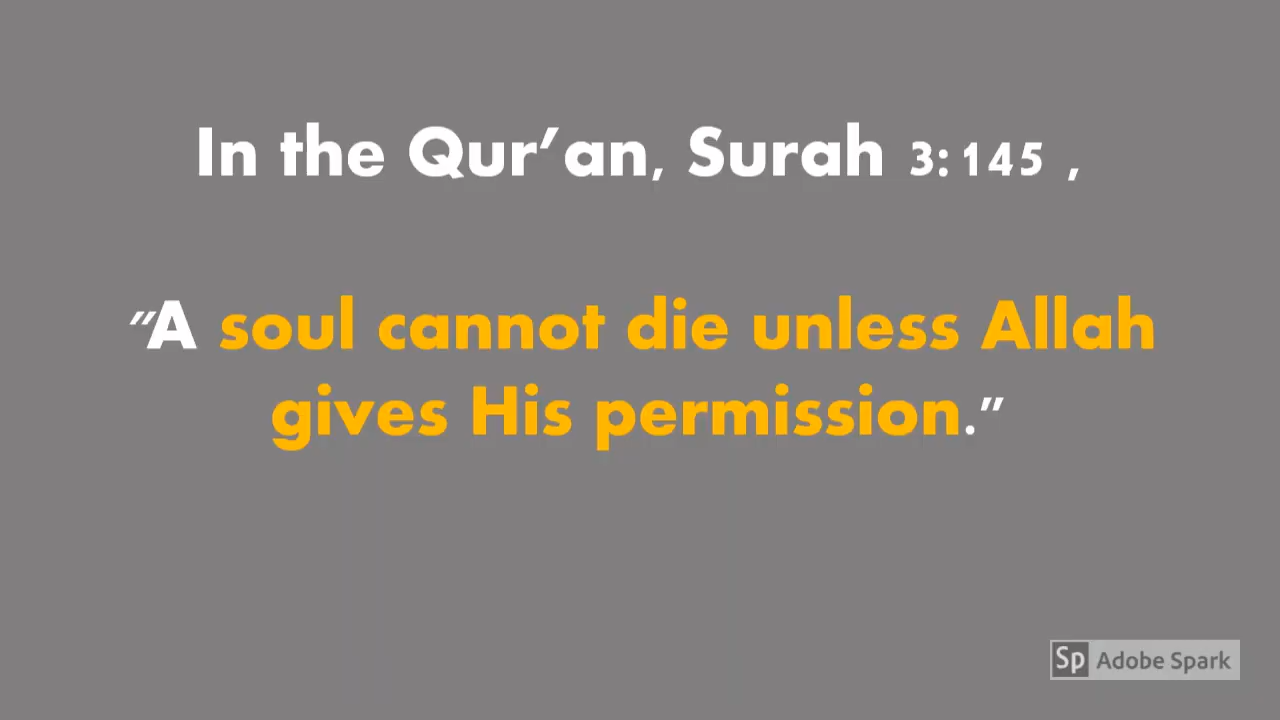 In the Qur’an, Surah 3:145 ,
“A soul cannot die unless Allah
gives His permission.”
Sp Adobe Spark